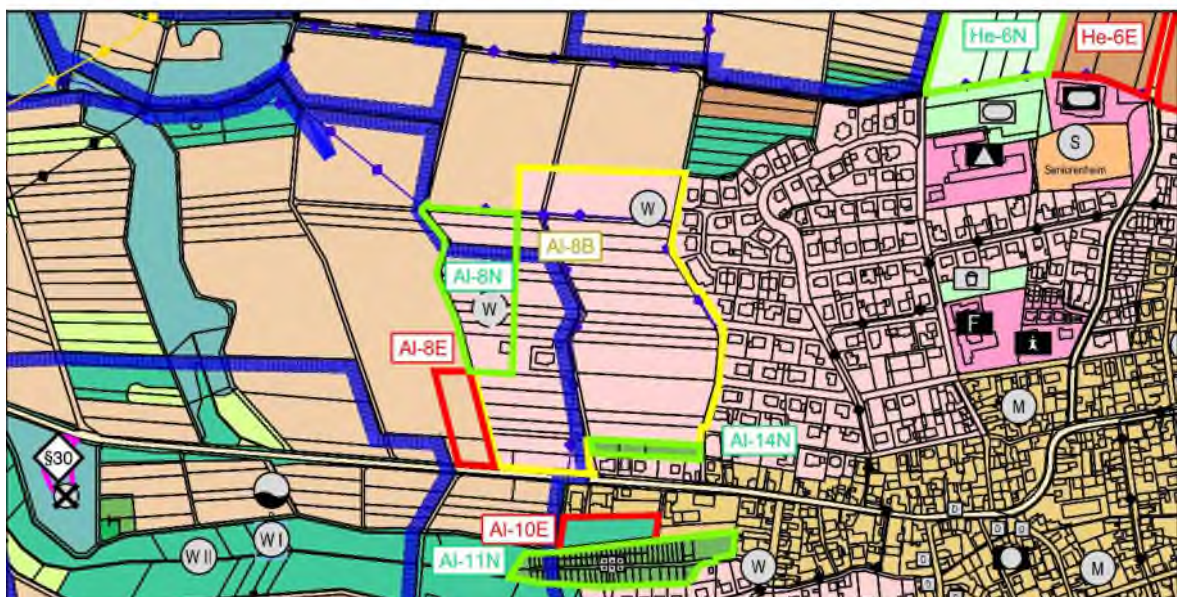 He-6N
He-6E
S
Seniorenheim
W
Al-8B
Al-8N
W
F
Al-8E
M
Al-14N
§30
Al-10E
D
D
D
Al-11N
W I
W II
W
D
M
D